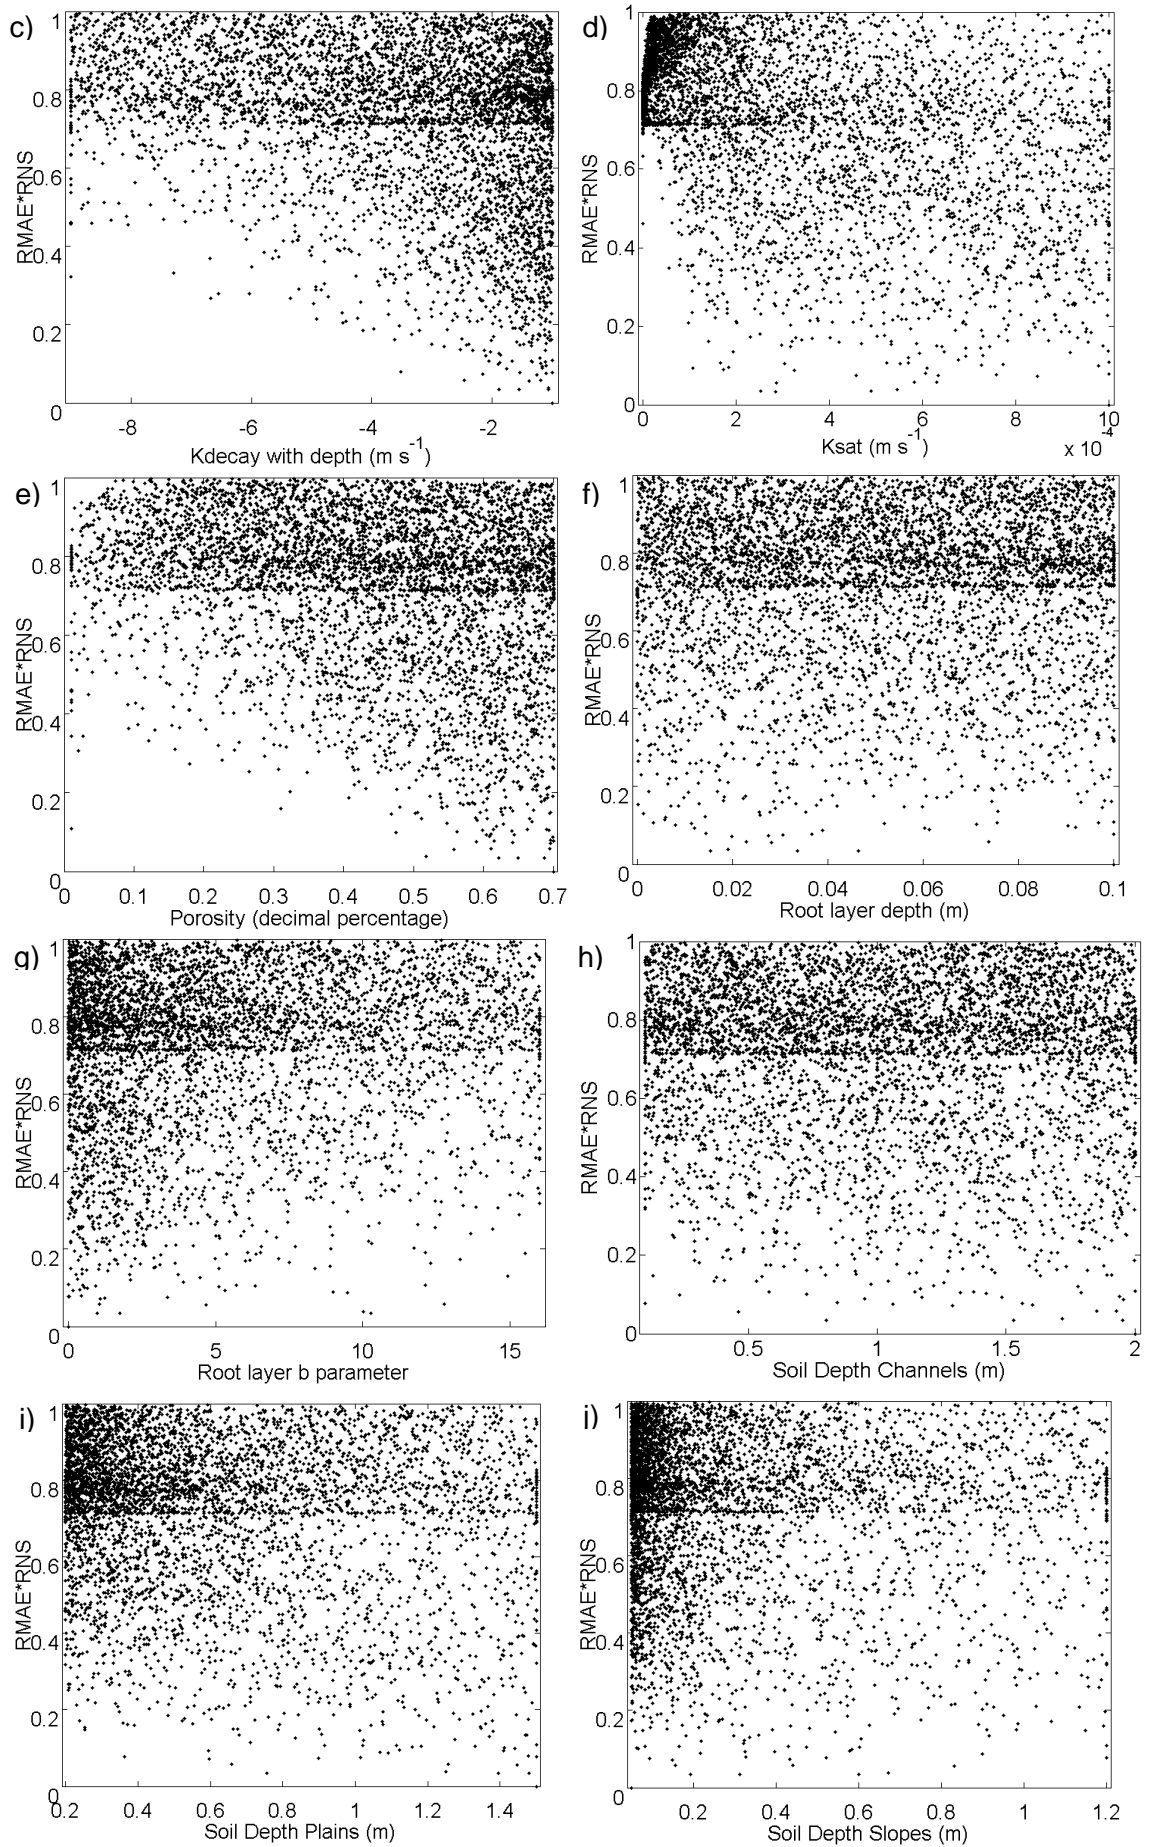 c)
1
0.8
0.6
0.4
0.2
0
RMAE*RNS
-8 -6 -4 -2
Kdecay with depth (m s-1)
d)
1
0.8
0.6
0.4
0.2
0
RMAE*RNS
0 2 4 6 8 10
Ksat (m s-1)
x 10-4
e)
1
0.8
0.6
0.4
0.2
0
RMAE*RNS
0 0.1 0.2 0.3 0.4 0.5 0.6 0.7
Porosity (decimal percentage)
f)
1
0.8
0.6
0.4
0.2
0
RMAE*RNS
0 0.02 0.04 0.06 0.08 0.1
Root layer depth (m)
g)
1
0.8
0.6
0.4
0.2
0
RMAE*RNS
0 5 10 15
Root layer b parameter
h)
1
0.8
0.6
0.4
0.2
0
RMAE*RNS
0.5 1 1.5 2
Soil Depth Channels (m)
i)
1
0.8
0.6
0.4
0.2
0
RMAE*RNS
0.2 0.4 0.6 0.8 1 1.2 1.4
Soil Depth Plains (m)
j)
1
0.8
0.6
0.4
0.2
0
RMAE*RNS
0.2 0.4 0.6 0.8 1 1.2
Soil Depth Slopes (m)